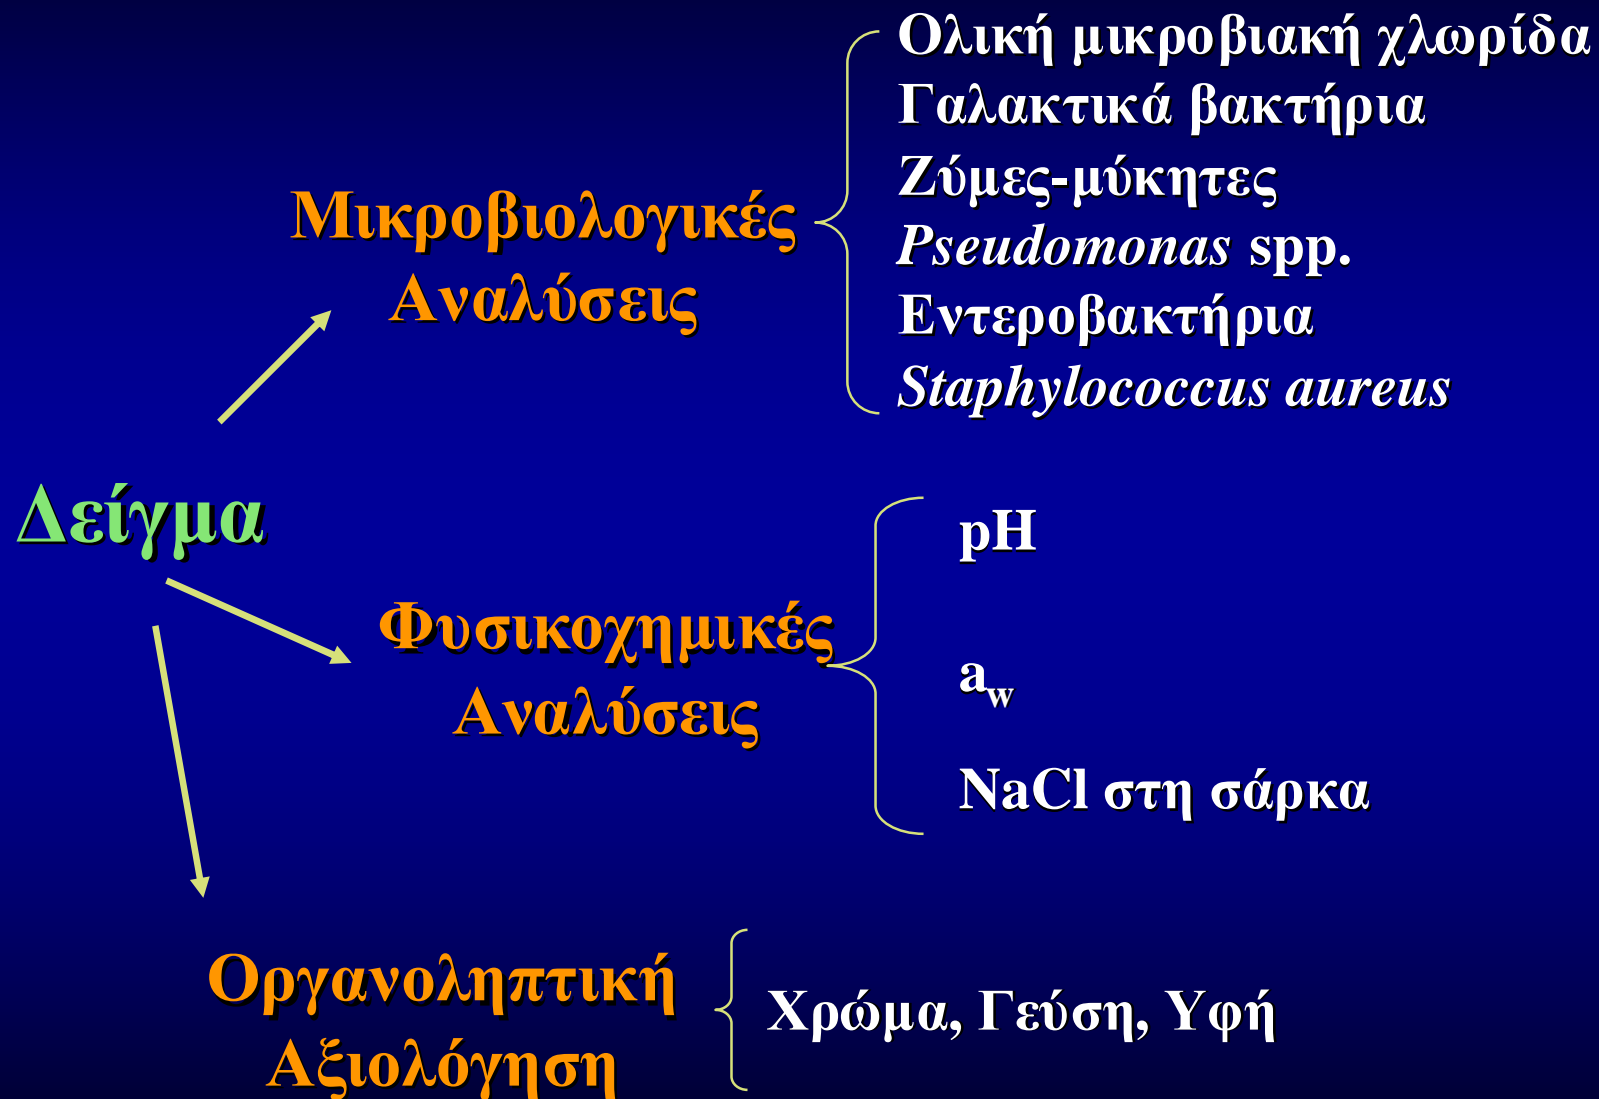 Ολική μικροβιακή χλωρίδα
Γαλακτικά βακτήρια
Ζύμες-μύκητες
Pseudomonas spp.
Εντεροβακτήρια
Staphylococcus aureus
Μικροβιολογικές
Αναλύσεις
Δείγμα
pH
Φυσικοχημικές
Αναλύσεις
aw
NaCl στη σάρκα
Οργανοληπτική
Αξιολόγηση
Χρώμα, Γεύση, Υφή